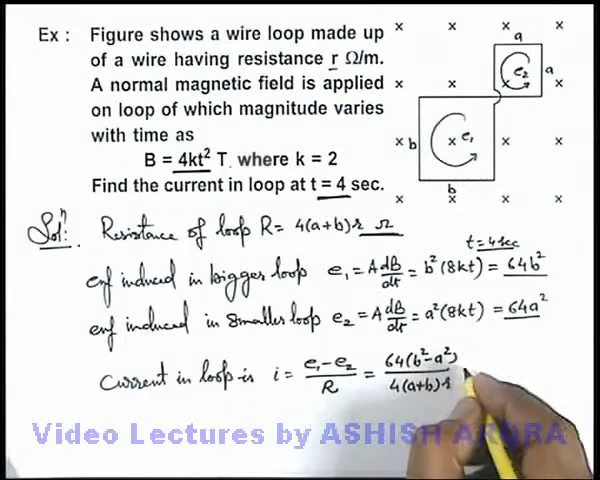 Ex : Figure shows a wire loop made up
of a wire having resistance r Ω/m.
A normal magnetic field is applied
on loop of which magnitude varies
with time as
B = 4kt² T. where k = 2
Find the current in loop at t = 4 sec.
a
a
e₂
b
e₁
b
Solⁿ: Resistance of loop R = 4(a+b)r Ω
t = 4 sec
emf induced in bigger loop e₁ = A dB/dt = b²(8kt) = 64b²
emf induced in smaller loop e₂ = A dB/dt = a²(8kt) = 64a²
Current in loop is i = (e₁-e₂)/R = 64(b²-a²)/4(a+b)r
Video Lectures by ASHISH ARORA